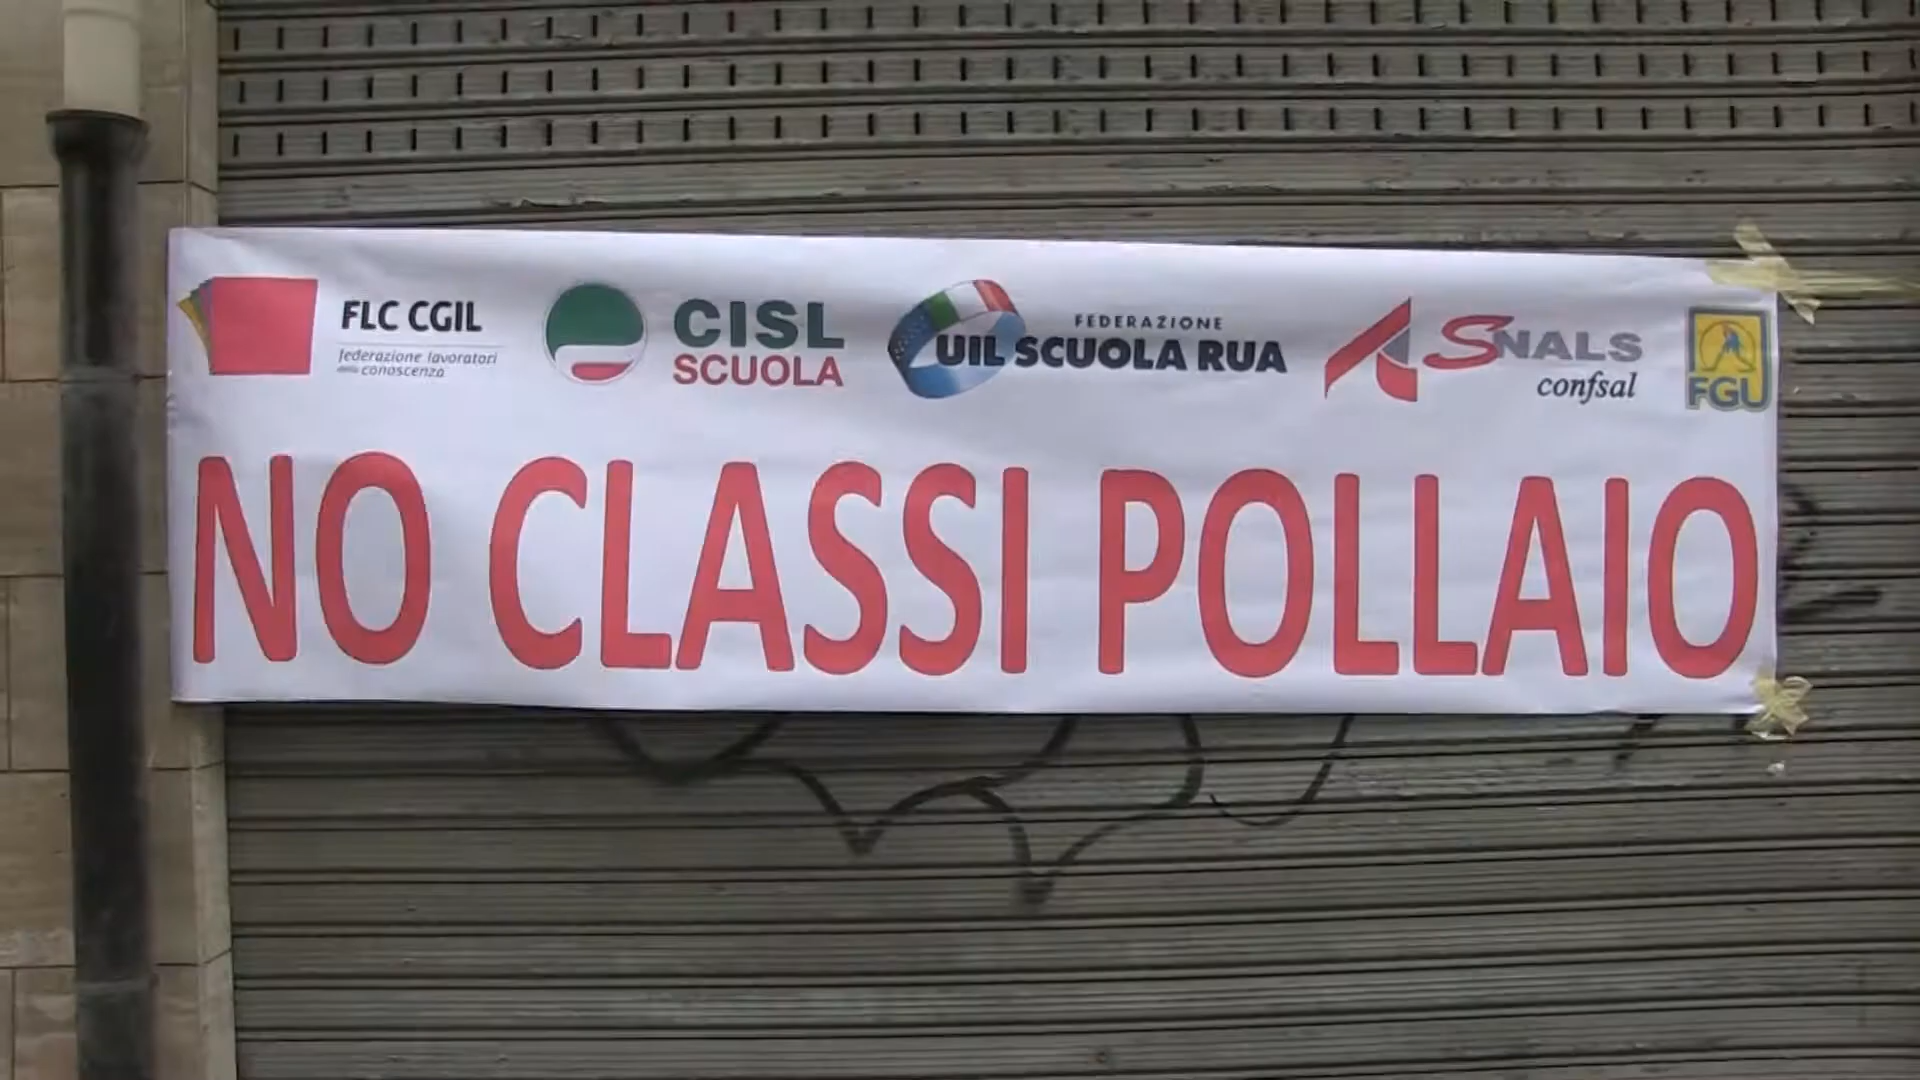 FLC CGIL
federazione lavoratori
della conoscenza
CISL
SCUOLA
FEDERAZIONE
UIL SCUOLA RUA
SNALS
confsal
FGU
NO CLASSI POLLAIO